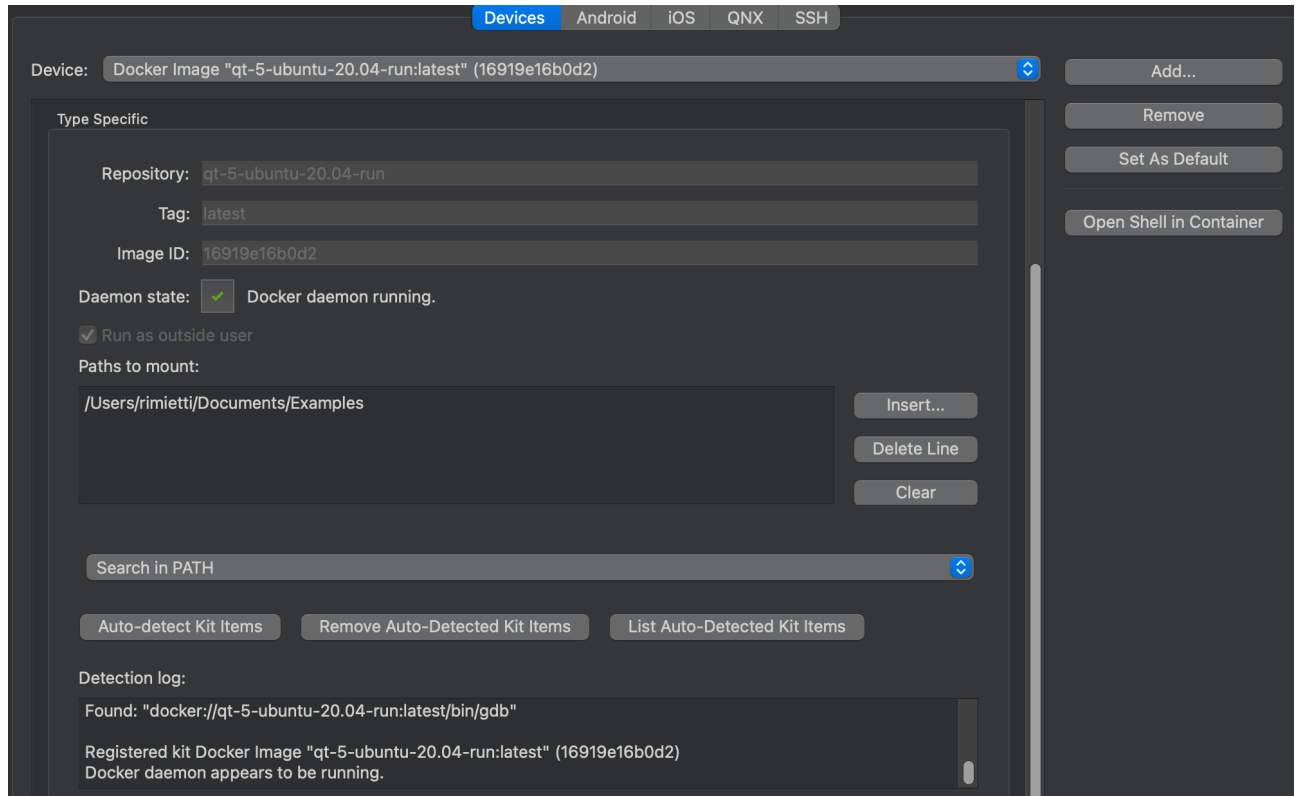 Devices Android iOS QNX SSH
Device: Docker Image "qt-5-ubuntu-20.04-run:latest" (16919e16b0d2)
Add...
Type Specific
Remove
Repository: qt-5-ubuntu-20.04-run
Set As Default
Tag: latest
Open Shell in Container
Image ID: 16919e16b0d2
Daemon state: Docker daemon running.
Run as outside user
Paths to mount:
/Users/rimietti/Documents/Examples
Insert...
Delete Line
Clear
Search in PATH
Auto-detect Kit Items Remove Auto-Detected Kit Items List Auto-Detected Kit Items
Detection log:
Found: "docker://qt-5-ubuntu-20.04-run:latest/bin/gdb"
Registered kit Docker Image "qt-5-ubuntu-20.04-run:latest" (16919e16b0d2)
Docker daemon appears to be running.